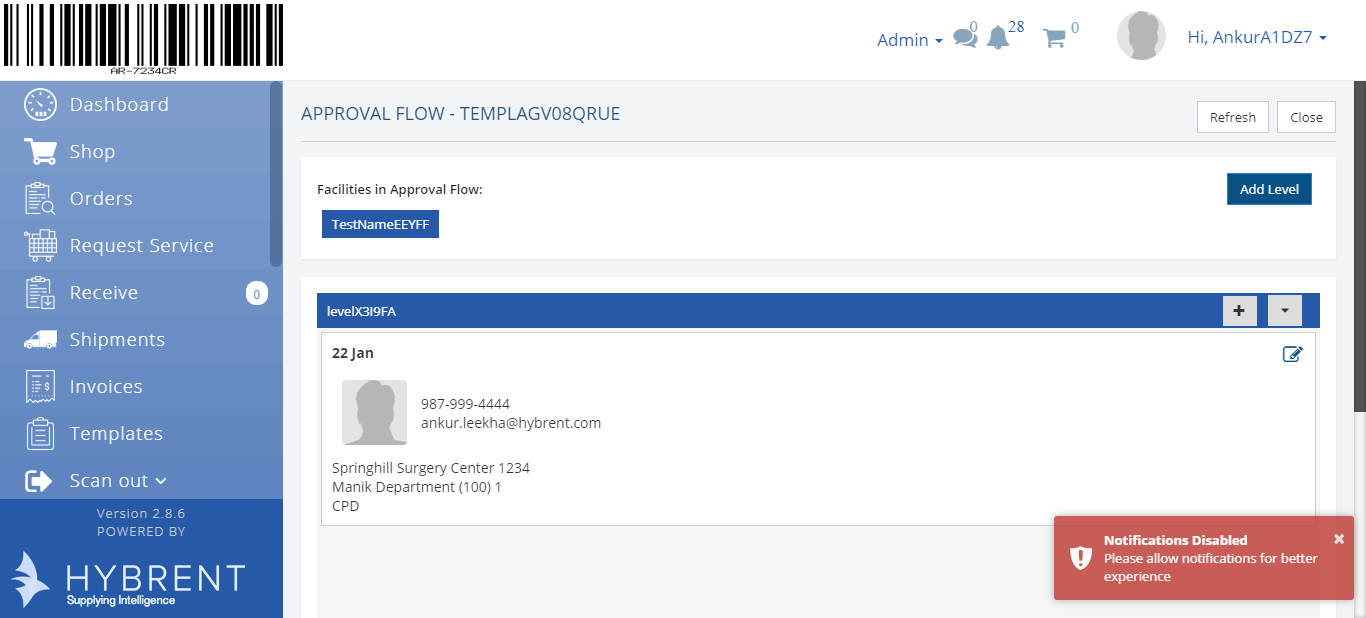 AR-7234CR
Admin
0
28
0
Hi, AnkurA1DZ7
Dashboard
Shop
Orders
Request Service
Receive
0
Shipments
Invoices
Templates
Scan out
Version 2.8.6
POWERED BY
HYBRENT
Supplying Intelligence
APPROVAL FLOW - TEMPLAGV08QRUE
Refresh
Close
Facilities in Approval Flow:
Add Level
TestNameEEYFF
levelX3I9FA
22 Jan
987-999-4444
ankur.leekha@hybrent.com
Springhill Surgery Center 1234
Manik Department (100) 1
CPD
Notifications Disabled
Please allow notifications for better
experience